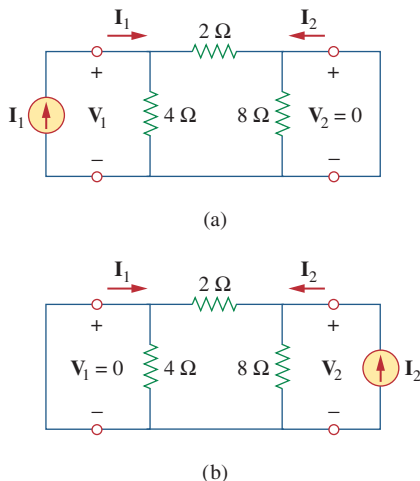 I₁ 2 Ω I₂
+ +
I₁ V₁ 4 Ω 8 Ω V₂ = 0
– –
(a)
I₁ 2 Ω I₂
+ +
V₁ = 0 4 Ω 8 Ω V₂ I₂
– –
(b)